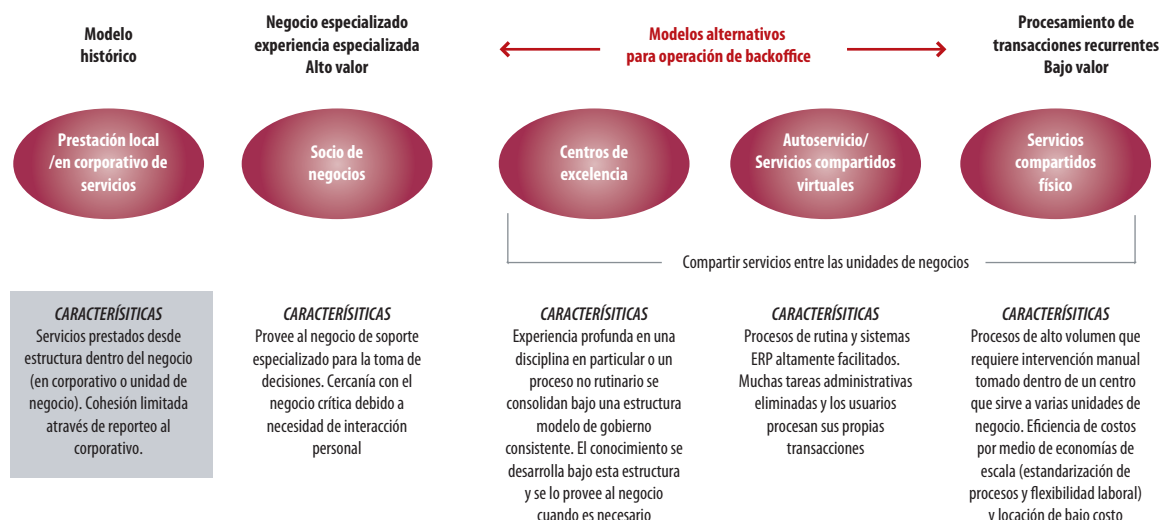 Modelo
histórico
Negocio especializado
experiencia especializada
Alto valor
Modelos alternativos
para operación de backoffice
Procesamiento de
transacciones recurrentes
Bajo valor
Prestación local
/en corporativo de
servicios
Socio de
negocios
Centros de
excelencia
Autoservicio/
Servicios compartidos
virtuales
Servicios
compartidos
físico
Compartir servicios entre las unidades de negocios
CARACTERÍSITICAS
Servicios prestados desde
estructura dentro del negocio
(en corporativo o unidad de
negocio). Cohesión limitada
através de reporteo al
corporativo.
CARACTERÍSITICAS
Provee al negocio de soporte
especializado para la toma de
decisiones. Cercanía con el
negocio crítica debido a
necesidad de interacción
personal
CARACTERÍSITICAS
Experiencia profunda en una
disciplina en particular o un
proceso no rutinario se
consolidan bajo una estructura
modelo de gobierno
consistente. El conocimiento se
desarrolla bajo esta estructura
y se lo provee al negocio
cuando es necesario
CARACTERÍSITICAS
Procesos de rutina y sistemas
ERP altamente facilitados.
Muchas tareas administrativas
eliminadas y los usuarios
procesan sus propias
transacciones
CARACTERÍSITICAS
Procesos de alto volumen que
requiere intervención manual
tomado dentro de un centro
que sirve a varias unidades de
negocio. Eficiencia de costos
por medio de economías de
escala (estandarización de
procesos y flexibilidad laboral)
y locación de bajo costo